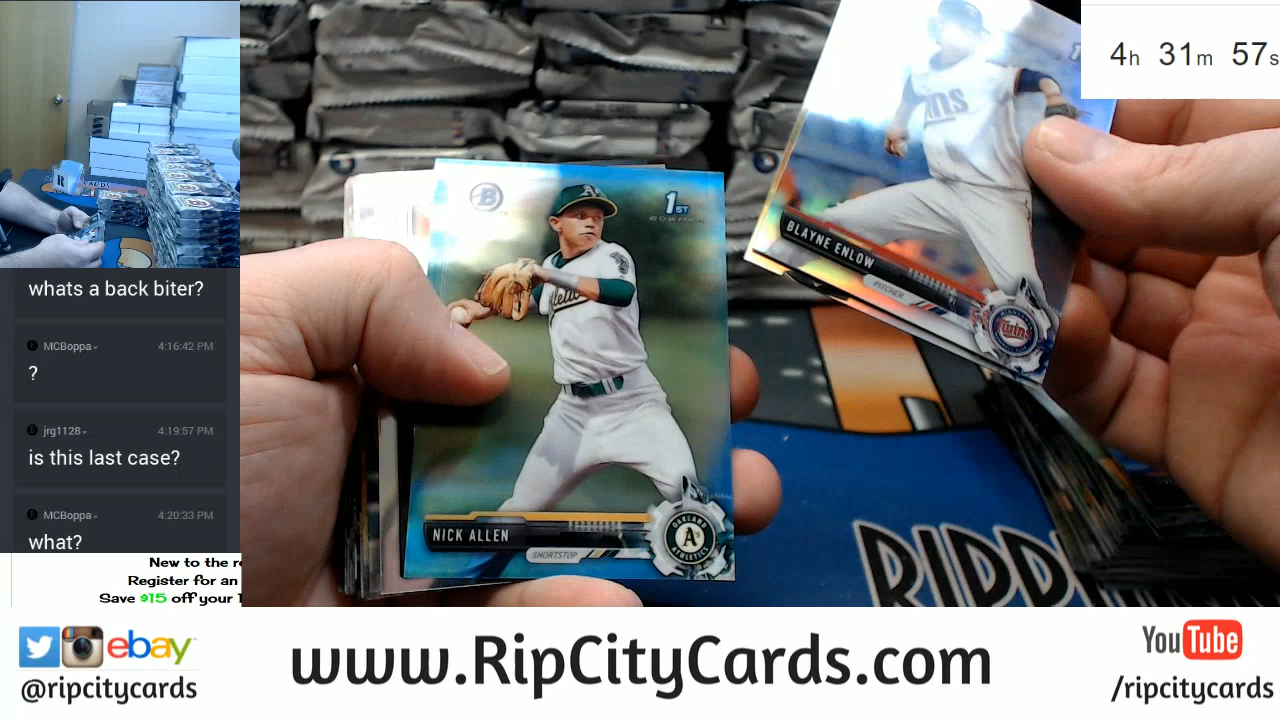 4h 31m 57s
whats a back biter?
MCBoppa 4:16:42 PM
?
jrg1128 4:19:57 PM
is this last case?
MCBoppa 4:20:33 PM
what?
New to the r
Register for an
Save $15 off your
B
1ST
BOWMAN
A's
NICK ALLEN
SHORTSTOP
OAKLAND
A's
ATHLETICS
BLAYNE ENLOW
PITCHER
Twins
RIPP
ebay
@ripcitycards
www.RipCityCards.com
YouTube
/ripcitycards